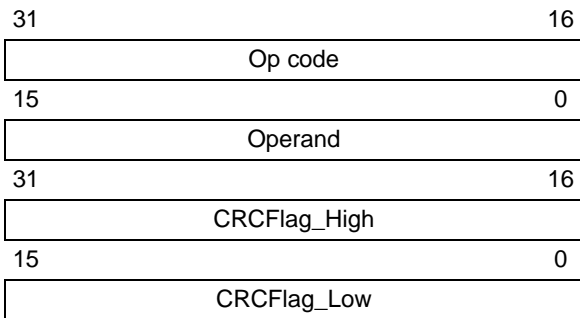 31 16
Op code
15 0
Operand
31 16
CRCFlag_High
15 0
CRCFlag_Low